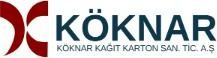 KÖKNAR
KÖKNAR KAĞIT KARTON SAN. TİC. A.Ş